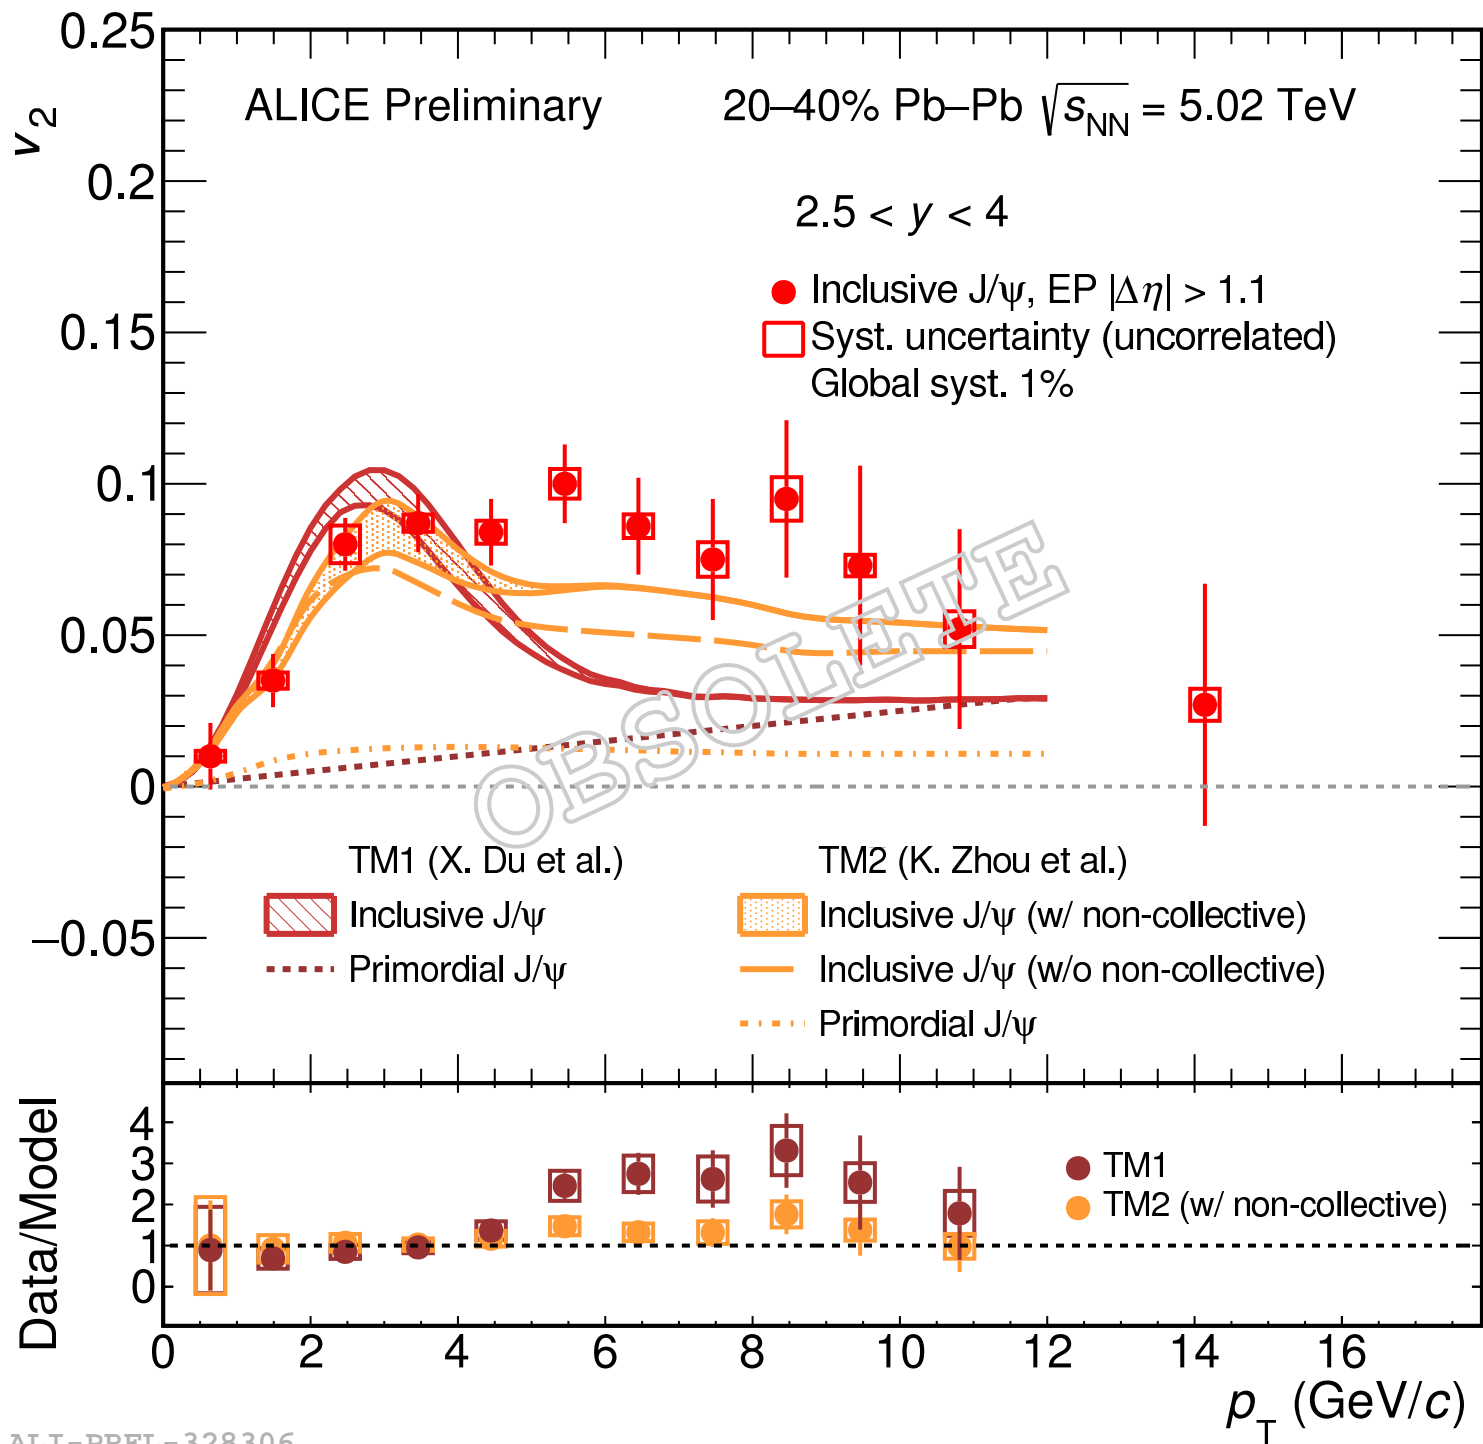 0.25
0.2
0.15
0.1
0.05
0
−0.05
v2
ALICE Preliminary
20–40% Pb–Pb √sNN = 5.02 TeV
2.5 < y < 4
Inclusive J/ψ, EP |Δη| > 1.1
Syst. uncertainty (uncorrelated)
Global syst. 1%
OBSOLETE
TM1 (X. Du et al.)
Inclusive J/ψ
Primordial J/ψ
TM2 (K. Zhou et al.)
Inclusive J/ψ (w/ non-collective)
Inclusive J/ψ (w/o non-collective)
Primordial J/ψ
Data/Model
4
3
2
1
0
TM1
TM2 (w/ non-collective)
0 2 4 6 8 10 12 14 16
pT (GeV/c)
ALI-PREL-328306